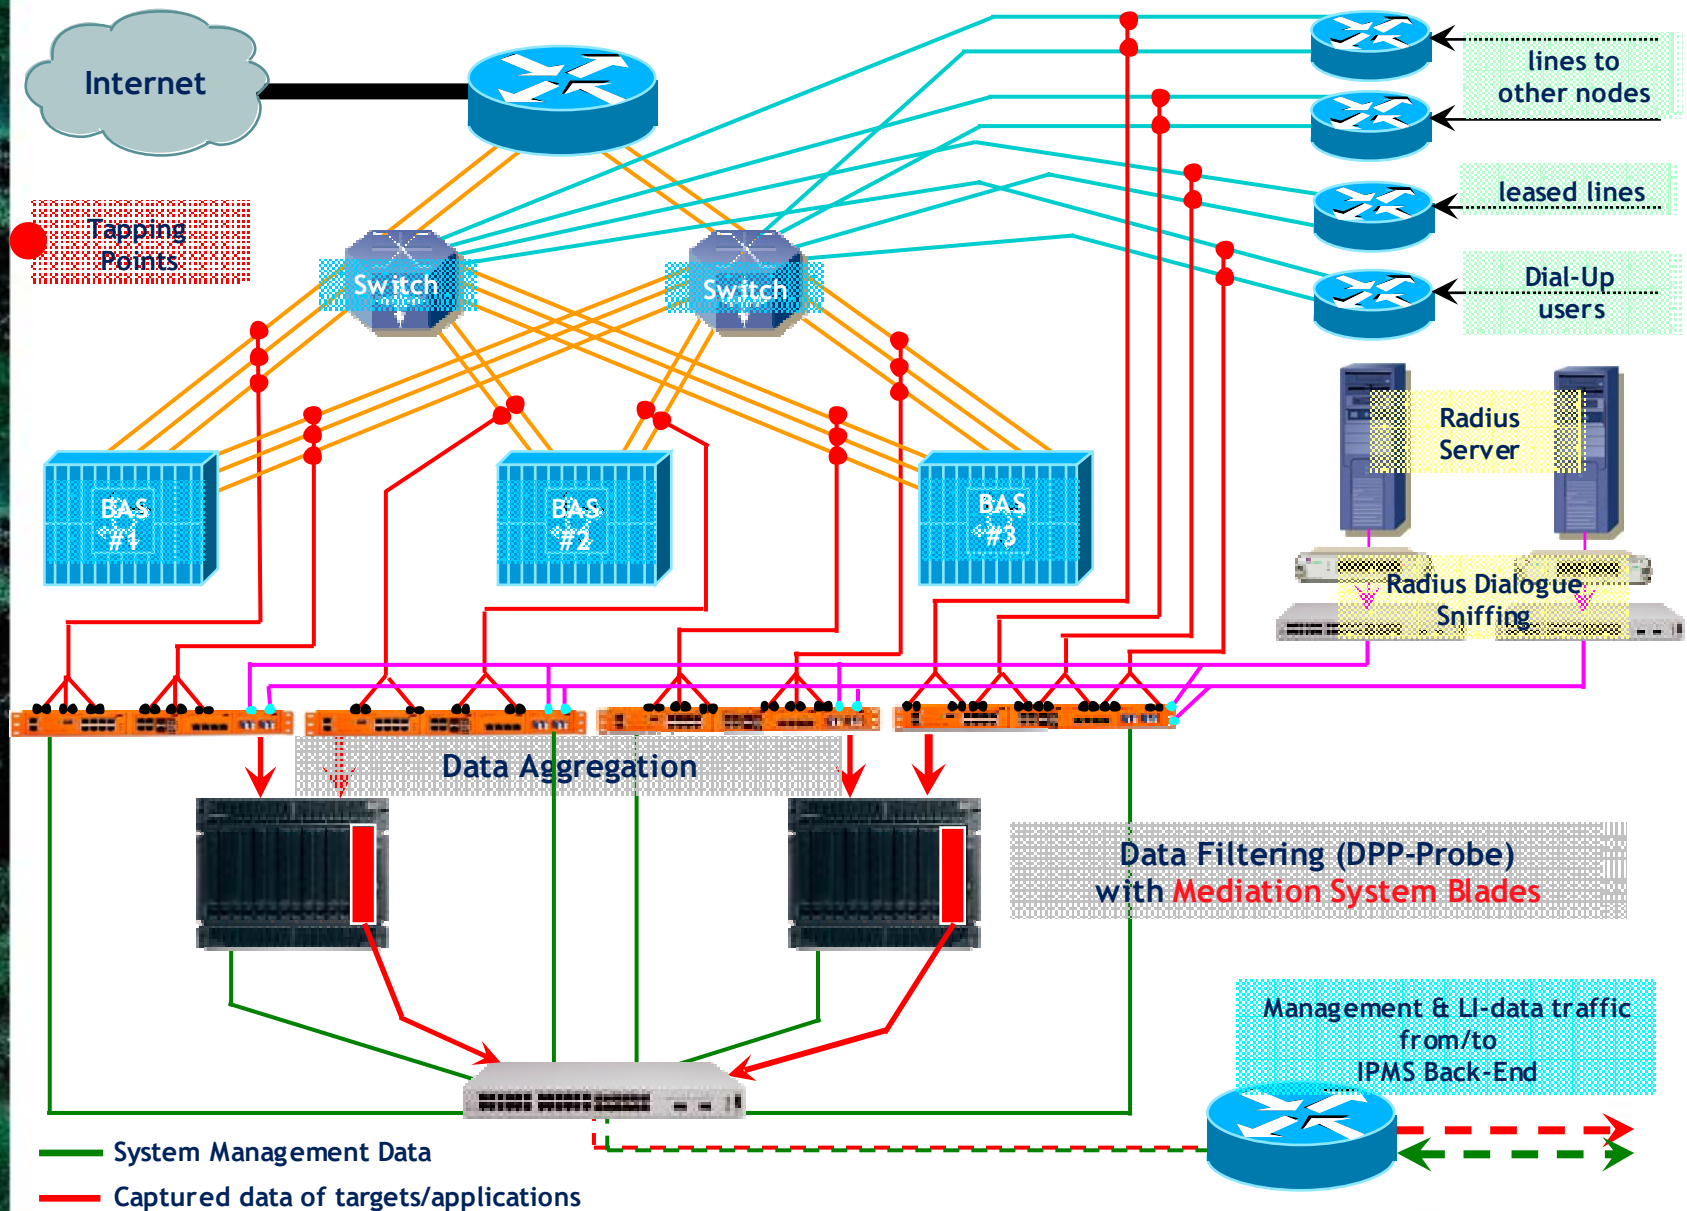 Internet
lines to
other nodes
leased lines
Tapping
Points
Switch
Switch
Dial-Up
users
Radius
Server
BAS
#1
BAS
#2
BAS
#3
Radius Dialogue
Sniffing
Data Aggregation
Data Filtering (DPP-Probe)
with Mediation System Blades
Management & LI-data traffic
from/to
IPMS Back-End
System Management Data
Captured data of targets/applications